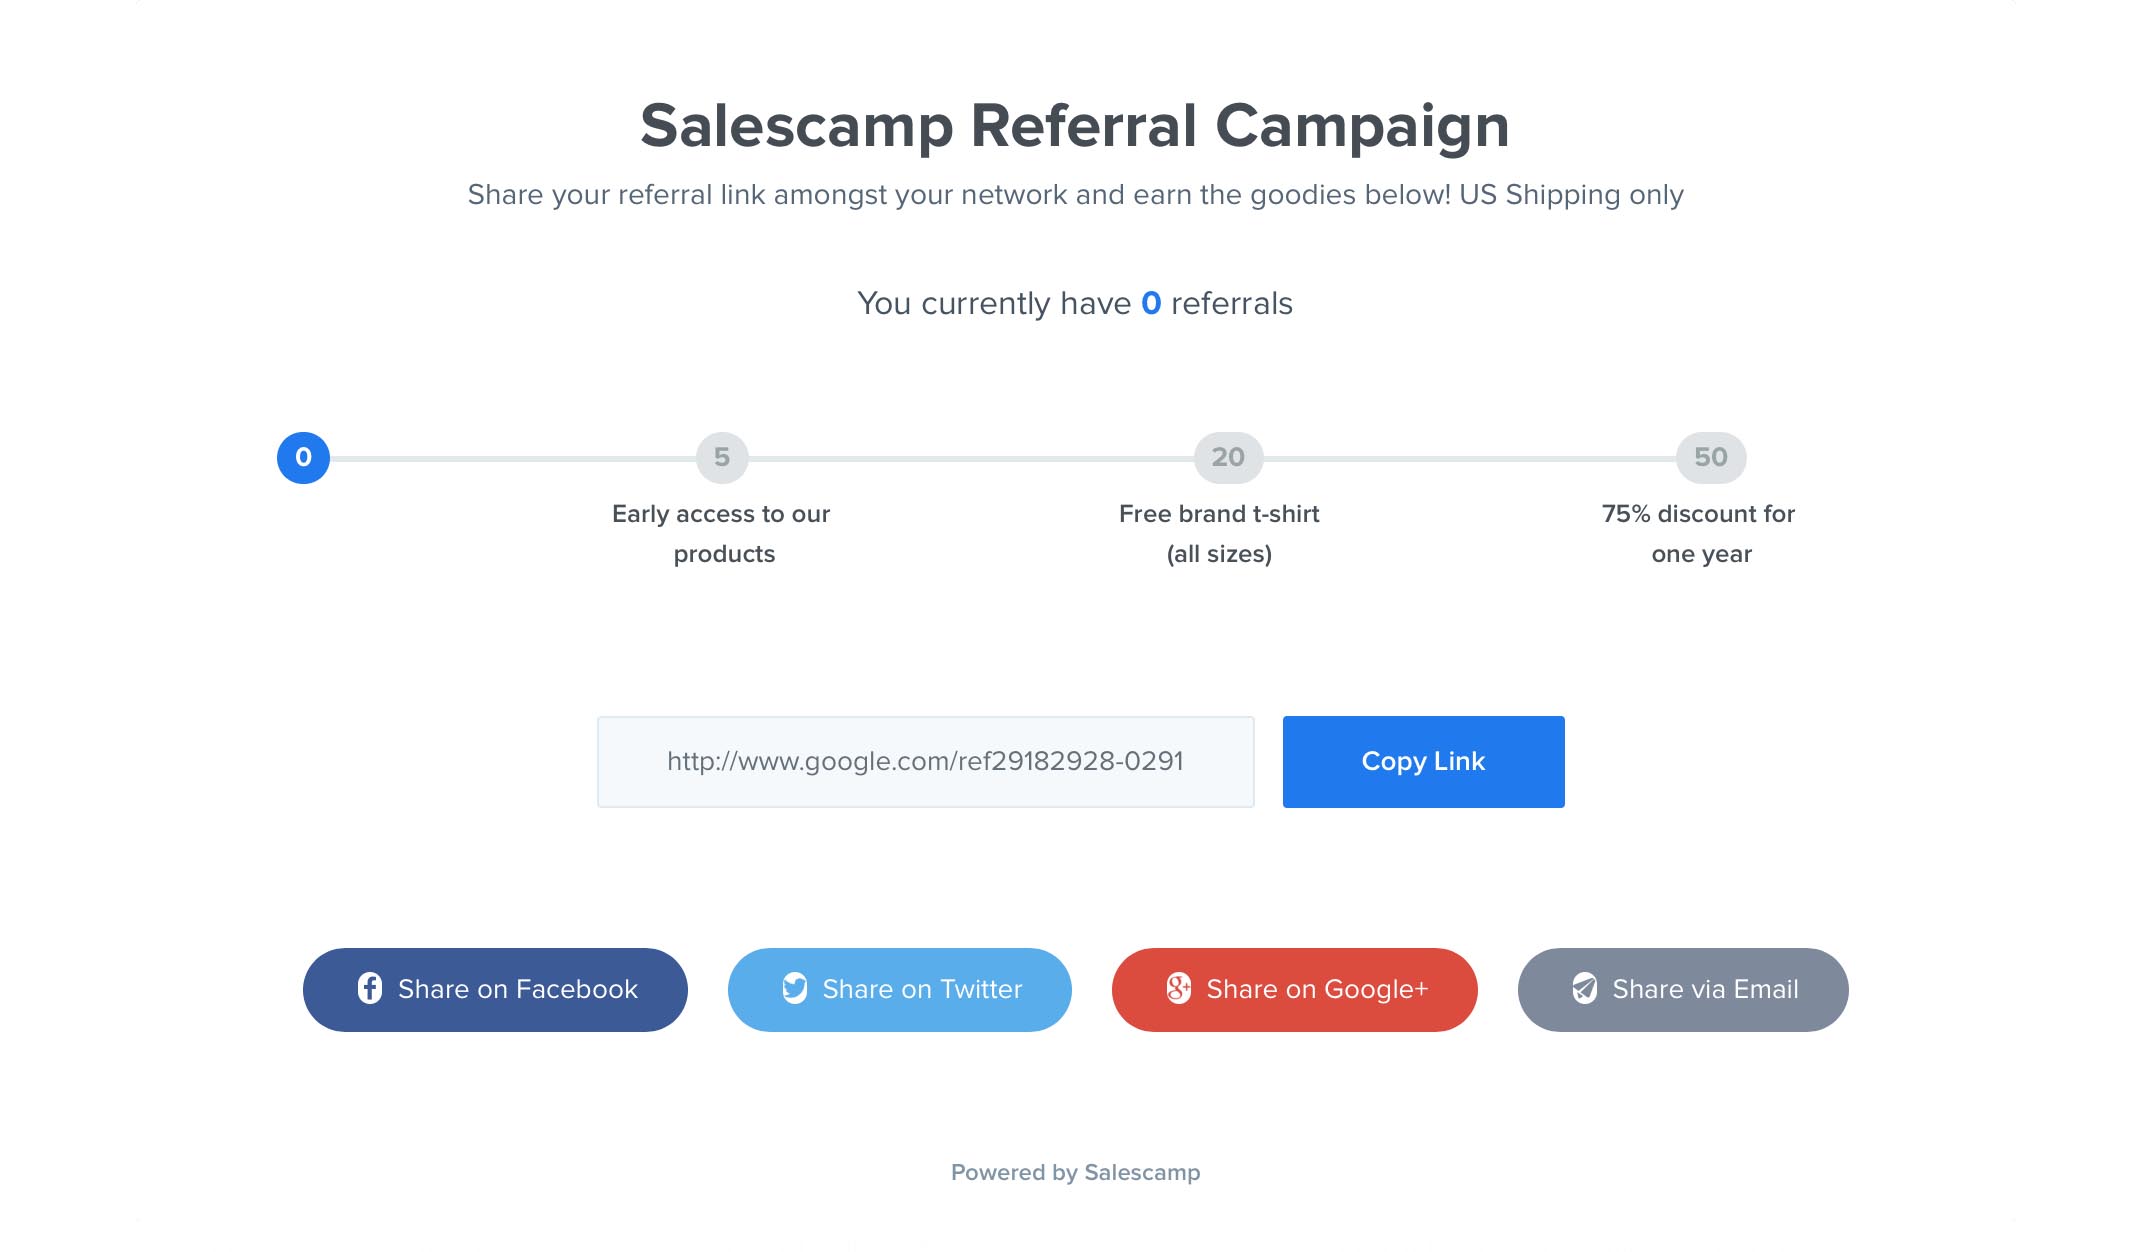 Salescamp Referral Campaign
Share your referral link amongst your network and earn the goodies below! US Shipping only
You currently have 0 referrals
0
5
20
50
Early access to our
products
Free brand t-shirt
(all sizes)
75% discount for
one year
http://www.google.com/ref29182928-0291
Copy Link
Share on Facebook
Share on Twitter
Share on Google+
Share via Email
Powered by Salescamp